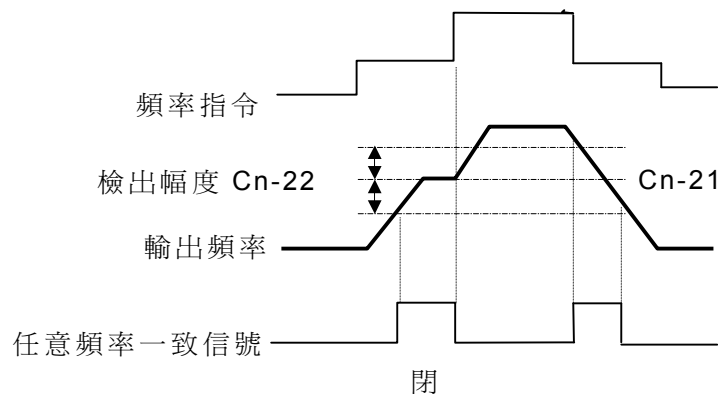 頻率指令
檢出幅度 Cn-22
Cn-21
輸出頻率
任意頻率一致信號
閉